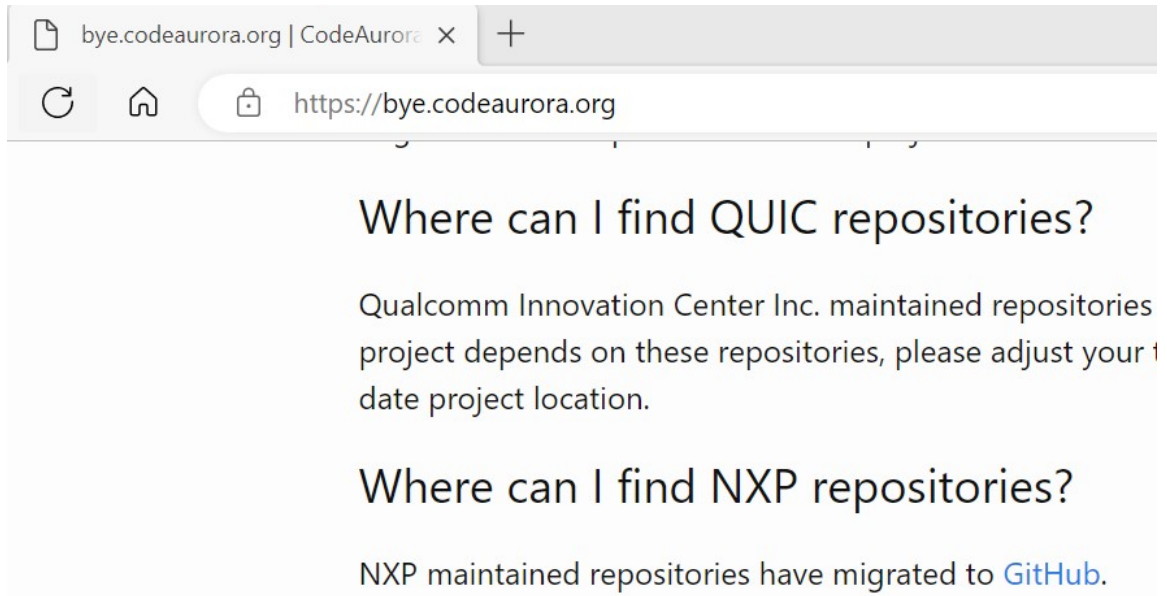 bye.codeaurora.org | CodeAurora
https://bye.codeaurora.org
Where can I find QUIC repositories?
Qualcomm Innovation Center Inc. maintained repositories
project depends on these repositories, please adjust your
date project location.
Where can I find NXP repositories?
NXP maintained repositories have migrated to GitHub.